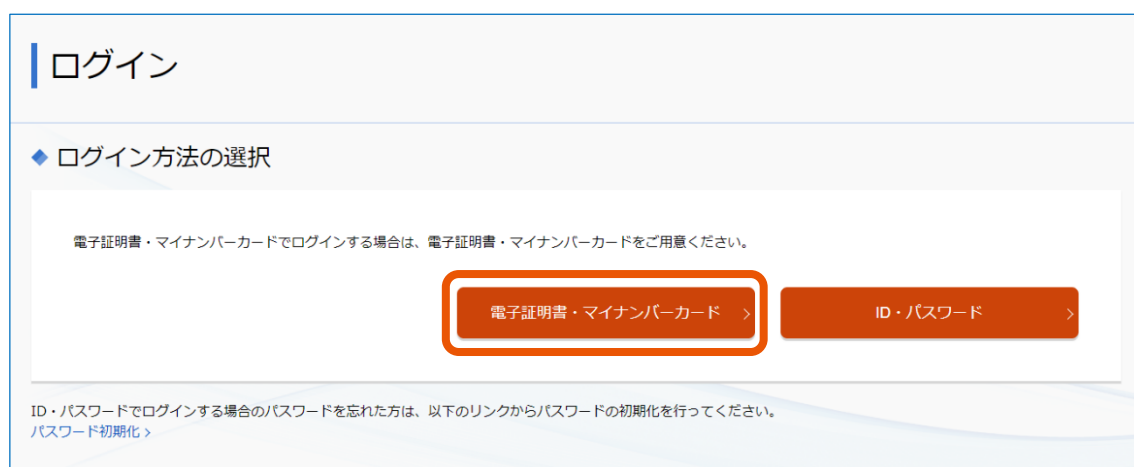 ログイン
ログイン方法の選択
電子証明書・マイナンバーカードでログインする場合は、電子証明書・マイナンバーカードをご用意ください。
電子証明書・マイナンバーカード >
ID・パスワード >
ID・パスワードでログインする場合のパスワードを忘れた方は、以下のリンクからパスワードの初期化を行ってください。
パスワード初期化 >